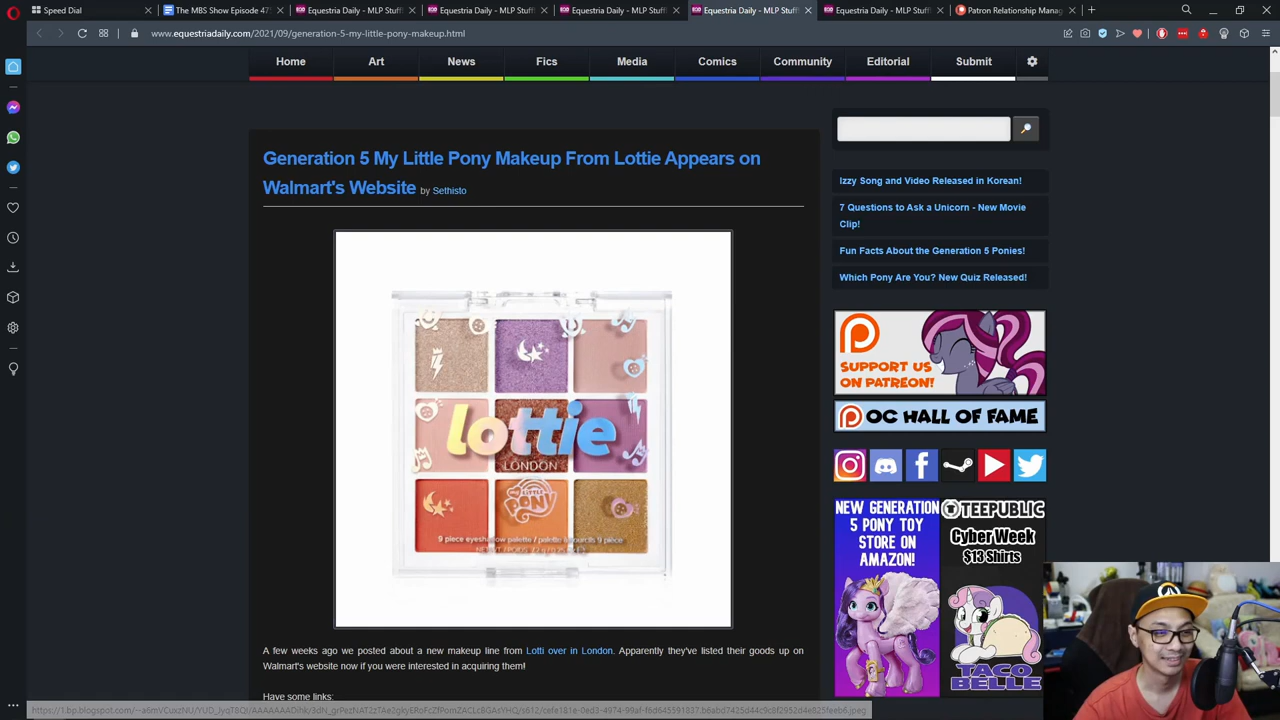 Speed Dial
The MBS Show Episode 47
Equestria Daily - MLP Stuff!
Equestria Daily - MLP Stuff!
Equestria Daily - MLP Stuff!
Equestria Daily - MLP Stuff!
Equestria Daily - MLP Stuff!
Patron Relationship Manag
www.equestriadaily.com/2021/09/generation-5-my-little-pony-makeup.html
Home
Art
News
Fics
Media
Comics
Community
Editorial
Submit
Generation 5 My Little Pony Makeup From Lottie Appears on
Walmart's Website by Sethisto
lottie
LONDON
My LITTLE
PONY
9 piece eyeshadow palette /
A few weeks ago we posted about a new makeup line from Lotti over in London. Apparently they've listed their goods up on
Walmart's website now if you were interested in acquiring them!
Have some links:
Izzy Song and Video Released in Korean!
7 Questions to Ask a Unicorn - New Movie
Clip!
Fun Facts About the Generation 5 Ponies!
Which Pony Are You? New Quiz Released!
SUPPORT US
ON PATREON!
OC HALL OF FAME
NEW GENERATION
5 PONY TOY
STORE ON
AMAZON!
TEEPUBLIC
Cyber Week
$13 Shirts
TACO
BELLE